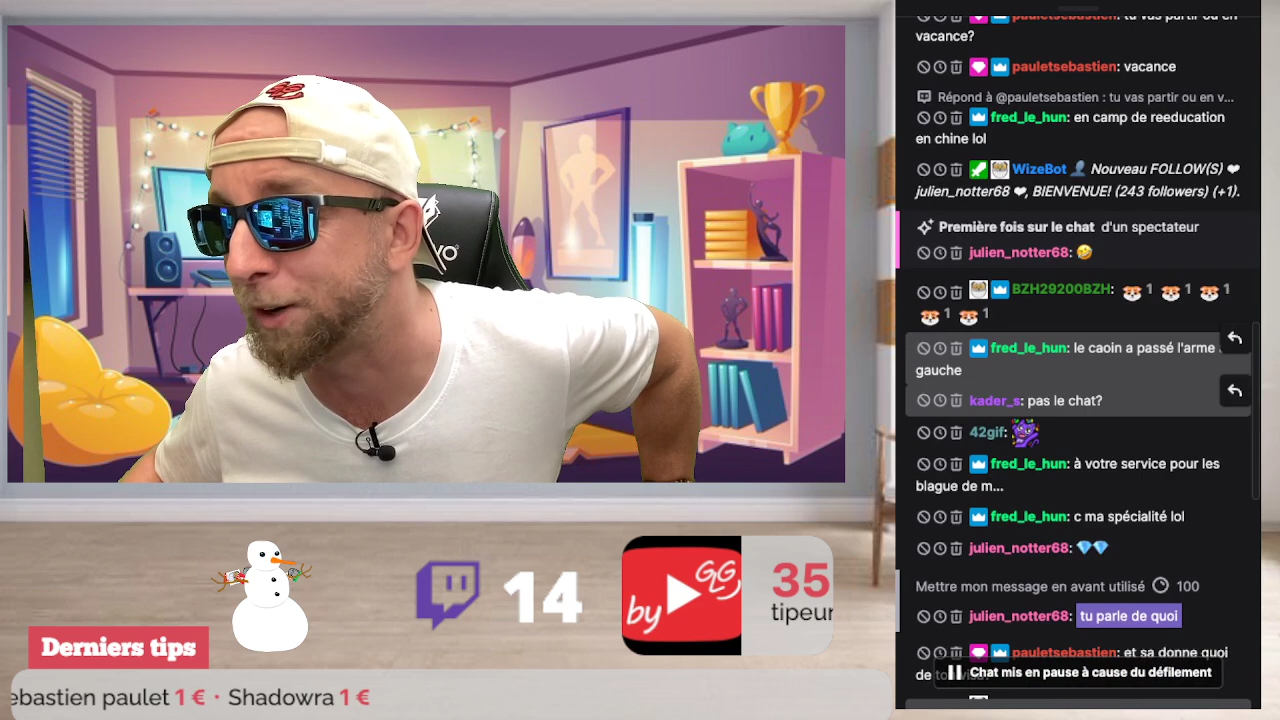 pauletsebastien: tu vas partir ou en
vacance?
pauletsebastien: vacance
Répond à @pauletsebastien : tu vas partir ou en v...
fred_le_hun: en camp de reeducation
en chine lol
WizeBot Nouveau FOLLOW(S) ❤
julien_notter68 ❤, BIENVENUE! (243 followers) (+1).
Première fois sur le chat d'un spectateur
julien_notter68: 🤣
BZH29200BZH: 1 1 1
1 1
fred_le_hun: le caoin a passé l'arme
gauche
kader_s: pas le chat?
42gif:
fred_le_hun: à votre service pour les
blague de m...
fred_le_hun: c ma spécialité lol
julien_notter68: 💎💎
Mettre mon message en avant utilisé 100
julien_notter68: tu parle de quoi
pauletsebastien: et sa donne quoi
de
Chat mis en pause à cause du défilement
14
by GG
35
tipeur
Derniers tips
ebastien paulet 1 € · Shadowra 1 €